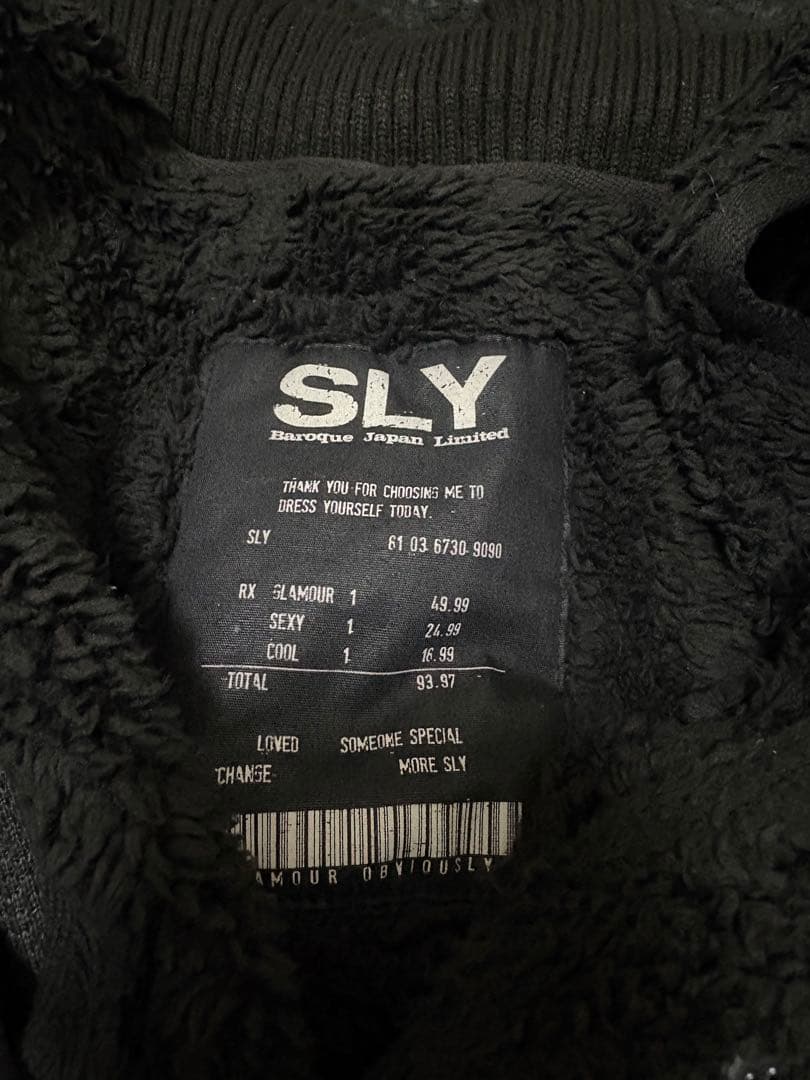 SLY
Baroque Japan Limited
THANK YOU FOR CHOOSING ME TO
DRESS YOURSELF TODAY.
SLY 61 03 6730-9090
RX GLAMOUR 1 49.99
SEXY 1 24.99
COOL 1 16.99
TOTAL 93.97
LOVED SOMEONE SPECIAL
CHANGE MORE SLY
AMOUR OBVIOUSLY